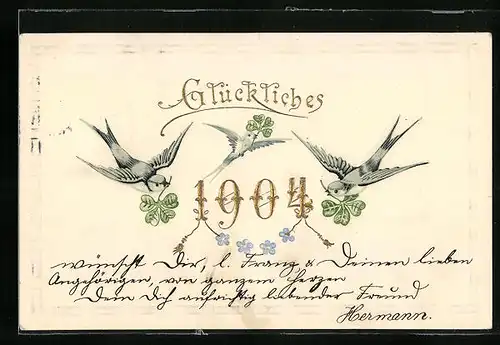 Glückliches
1904
wünscht Dir, l. Franz & Deinen lieben
Angehörigen, von ganzem Herzen
Dein Dich aufrichtig liebender Freund
Hermann.